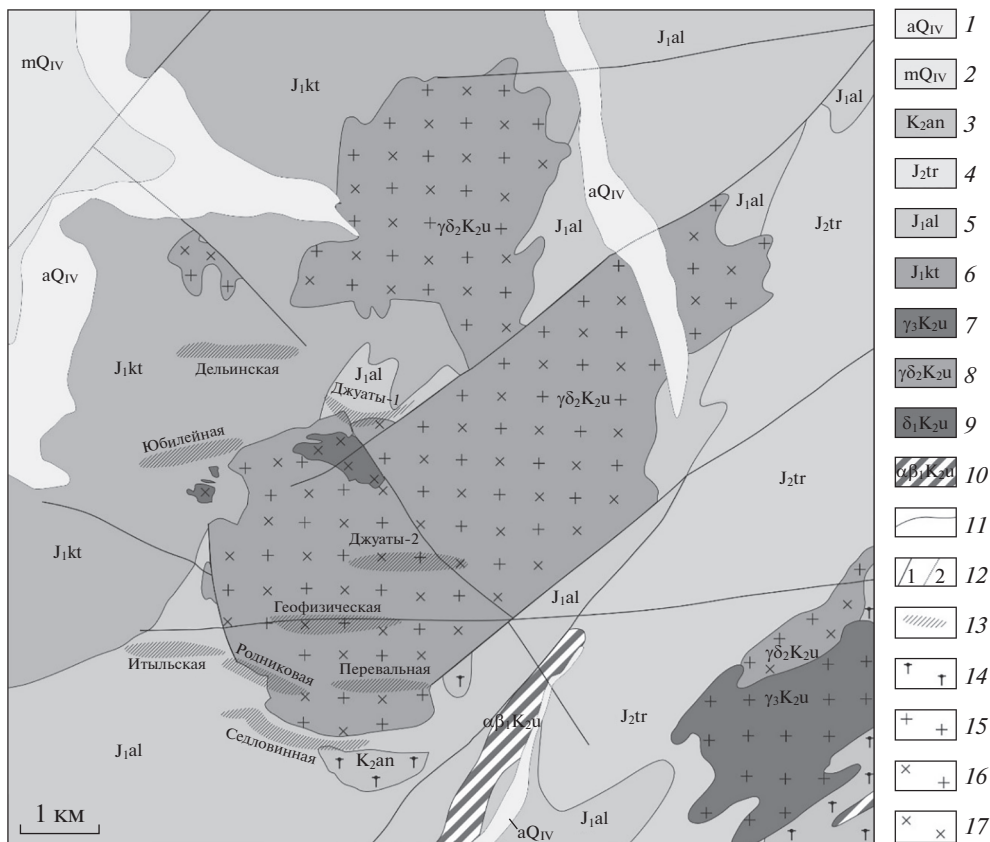 mQIV
J1kt
J1al
J1al
aQIV
J1al
J2tr
γδ2K2u
J1al
aQIV
J1kt
Дельинская
J1al
Джуаты-1
γδ2K2u
Юбилейная
J2tr
J1kt
Джуаты-2
J1al
Геофизическая
Итыльская
Родниковая
Перевальная
γδ2K2u
γ3K2u
αβ1K2u
J2tr
J1al
Седловинная
K2an
1 км
aQIV
J1al
aQIV 1
mQIV 2
K2an 3
J2tr 4
J1al 5
J1kt 6
γ3K2u 7
γδ2K2u 8
δ1K2u 9
αβ1K2u 10
11
1 2 12
13
14
15
16
17